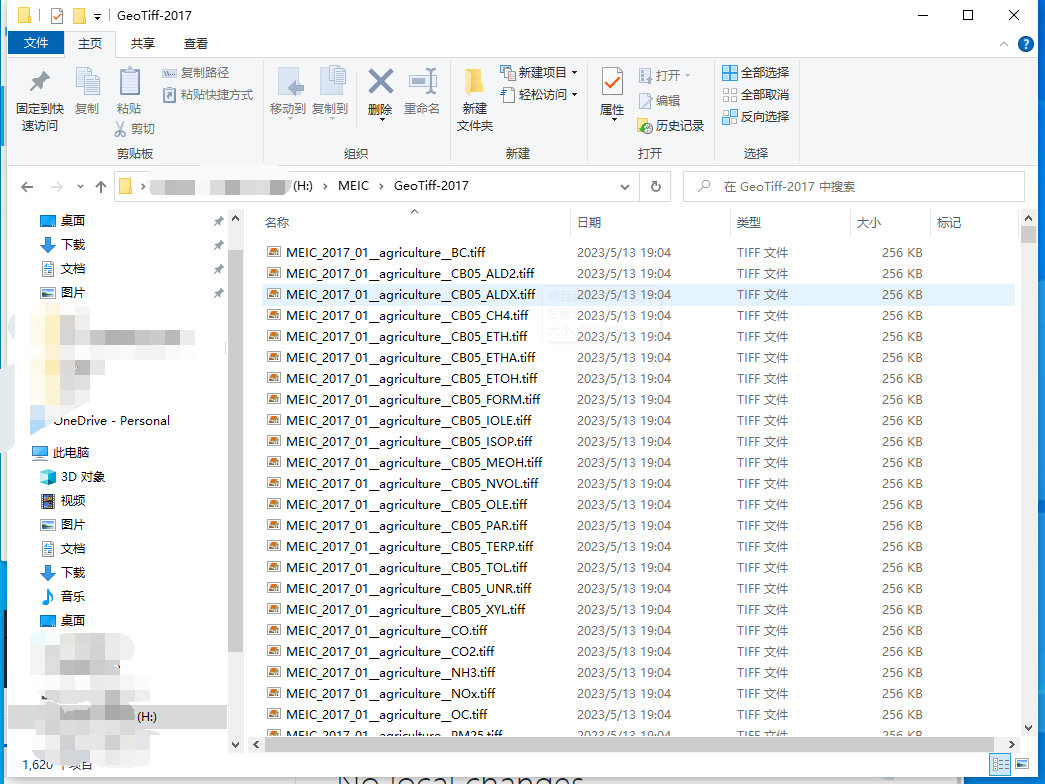 GeoTiff-2017
文件 主页 共享 查看
固定到快速访问
复制
粘贴
复制路径
粘贴快捷方式
剪切
剪贴板
移动到
复制到
删除
重命名
组织
新建文件夹
新建项目
轻松访问
新建
属性
打开
编辑
历史记录
打开
全部选择
全部取消
反向选择
选择
(H:) › MEIC › GeoTiff-2017
在 GeoTiff-2017 中搜索
桌面
下载
文档
图片
OneDrive - Personal
此电脑
3D 对象
视频
图片
文档
下载
音乐
桌面
(H:)
名称 日期 类型 大小 标记
MEIC_2017_01__agriculture__BC.tiff 2023/5/13 19:04 TIFF 文件 256 KB
MEIC_2017_01__agriculture__CB05_ALD2.tiff 2023/5/13 19:04 TIFF 文件 256 KB
MEIC_2017_01__agriculture__CB05_ALDX.tiff 2023/5/13 19:04 TIFF 文件 256 KB
MEIC_2017_01__agriculture__CB05_CH4.tiff 2023/5/13 19:04 TIFF 文件 256 KB
MEIC_2017_01__agriculture__CB05_ETH.tiff 2023/5/13 19:04 TIFF 文件 256 KB
MEIC_2017_01__agriculture__CB05_ETHA.tiff 2023/5/13 19:04 TIFF 文件 256 KB
MEIC_2017_01__agriculture__CB05_ETOH.tiff 2023/5/13 19:04 TIFF 文件 256 KB
MEIC_2017_01__agriculture__CB05_FORM.tiff 2023/5/13 19:04 TIFF 文件 256 KB
MEIC_2017_01__agriculture__CB05_IOLE.tiff 2023/5/13 19:04 TIFF 文件 256 KB
MEIC_2017_01__agriculture__CB05_ISOP.tiff 2023/5/13 19:04 TIFF 文件 256 KB
MEIC_2017_01__agriculture__CB05_MEOH.tiff 2023/5/13 19:04 TIFF 文件 256 KB
MEIC_2017_01__agriculture__CB05_NVOL.tiff 2023/5/13 19:04 TIFF 文件 256 KB
MEIC_2017_01__agriculture__CB05_OLE.tiff 2023/5/13 19:04 TIFF 文件 256 KB
MEIC_2017_01__agriculture__CB05_PAR.tiff 2023/5/13 19:04 TIFF 文件 256 KB
MEIC_2017_01__agriculture__CB05_TERP.tiff 2023/5/13 19:04 TIFF 文件 256 KB
MEIC_2017_01__agriculture__CB05_TOL.tiff 2023/5/13 19:04 TIFF 文件 256 KB
MEIC_2017_01__agriculture__CB05_UNR.tiff 2023/5/13 19:04 TIFF 文件 256 KB
MEIC_2017_01__agriculture__CB05_XYL.tiff 2023/5/13 19:04 TIFF 文件 256 KB
MEIC_2017_01__agriculture__CO.tiff 2023/5/13 19:04 TIFF 文件 256 KB
MEIC_2017_01__agriculture__CO2.tiff 2023/5/13 19:04 TIFF 文件 256 KB
MEIC_2017_01__agriculture__NH3.tiff 2023/5/13 19:04 TIFF 文件 256 KB
MEIC_2017_01__agriculture__NOx.tiff 2023/5/13 19:04 TIFF 文件 256 KB
MEIC_2017_01__agriculture__OC.tiff 2023/5/13 19:04 TIFF 文件 256 KB
MEIC_2017_01__agriculture__PM25.tiff 2023/5/13 19:04 TIFF 文件 256 KB
1,620 个项目
No local changes